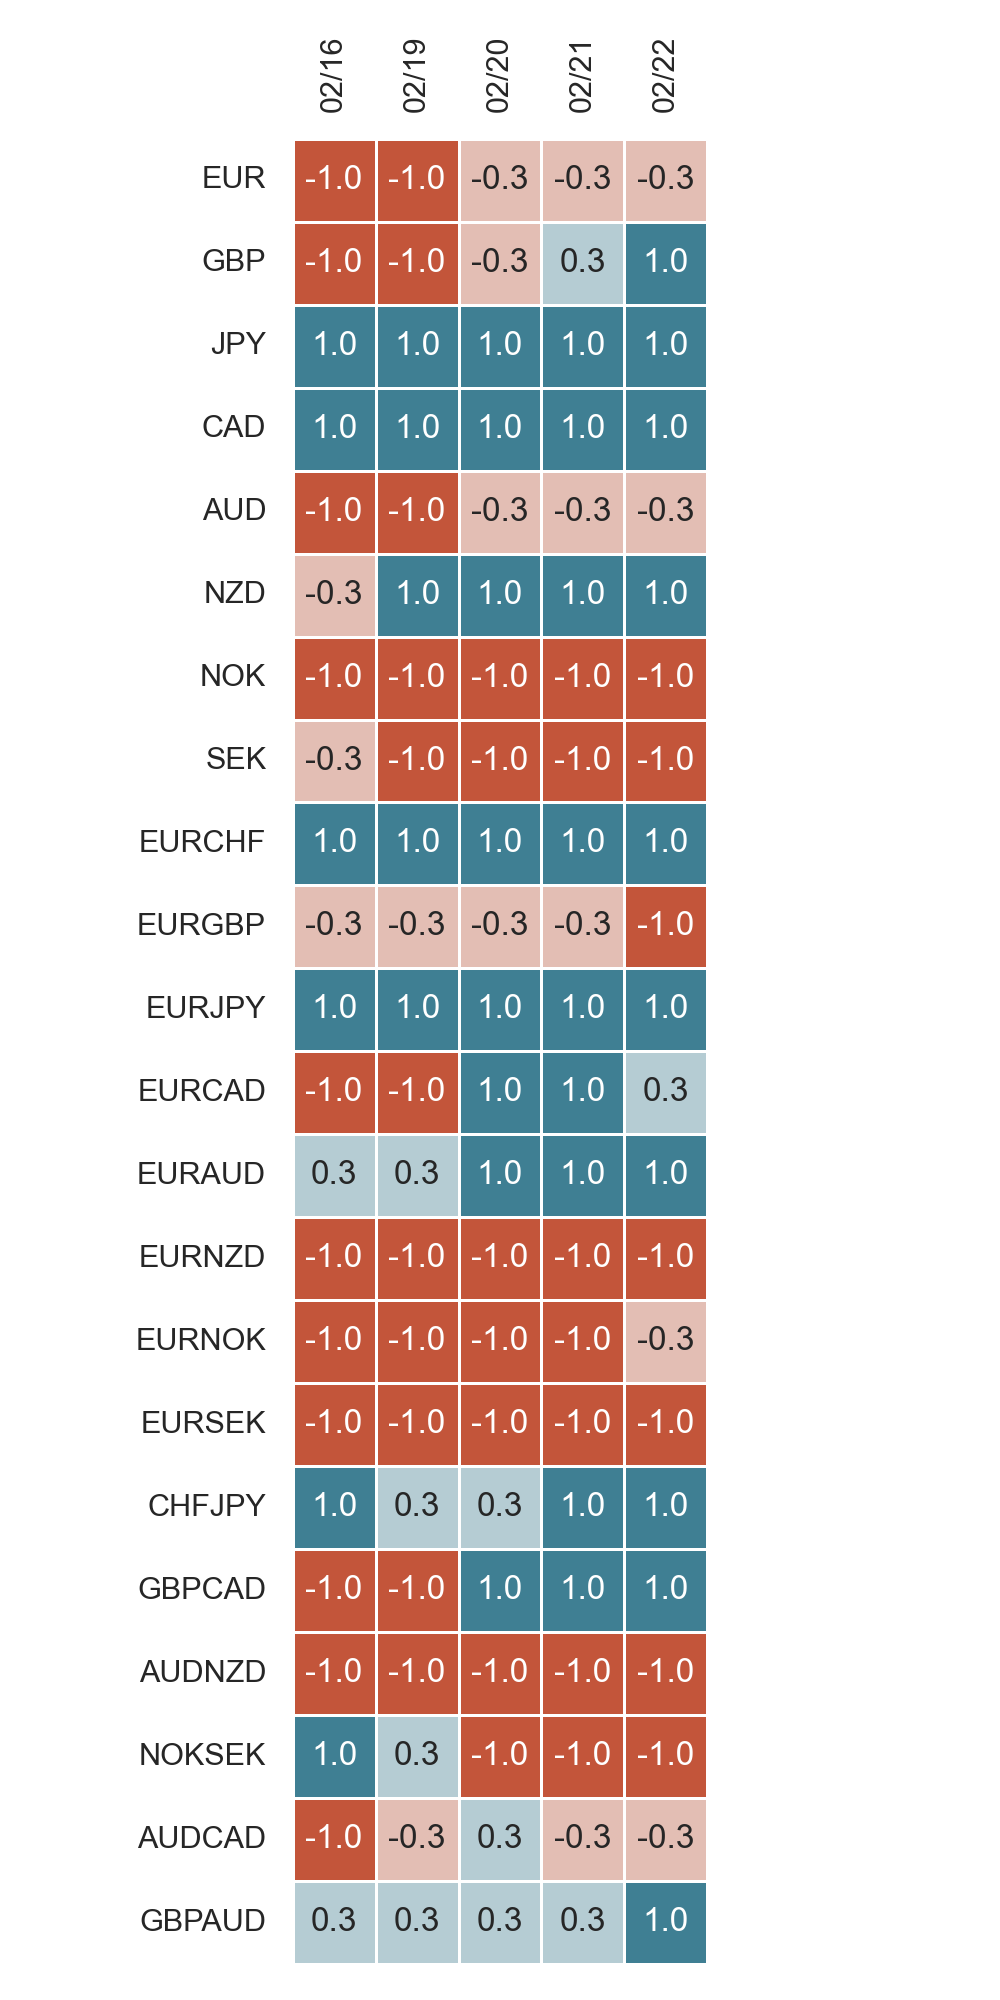 02/16 02/19 02/20 02/21 02/22
EUR -1.0 -1.0 -0.3 -0.3 -0.3
GBP -1.0 -1.0 -0.3 0.3 1.0
JPY 1.0 1.0 1.0 1.0 1.0
CAD 1.0 1.0 1.0 1.0 1.0
AUD -1.0 -1.0 -0.3 -0.3 -0.3
NZD -0.3 1.0 1.0 1.0 1.0
NOK -1.0 -1.0 -1.0 -1.0 -1.0
SEK -0.3 -1.0 -1.0 -1.0 -1.0
EURCHF 1.0 1.0 1.0 1.0 1.0
EURGBP -0.3 -0.3 -0.3 -0.3 -1.0
EURJPY 1.0 1.0 1.0 1.0 1.0
EURCAD -1.0 -1.0 1.0 1.0 0.3
EURAUD 0.3 0.3 1.0 1.0 1.0
EURNZD -1.0 -1.0 -1.0 -1.0 -1.0
EURNOK -1.0 -1.0 -1.0 -1.0 -0.3
EURSEK -1.0 -1.0 -1.0 -1.0 -1.0
CHFJPY 1.0 0.3 0.3 1.0 1.0
GBPCAD -1.0 -1.0 1.0 1.0 1.0
AUDNZD -1.0 -1.0 -1.0 -1.0 -1.0
NOKSEK 1.0 0.3 -1.0 -1.0 -1.0
AUDCAD -1.0 -0.3 0.3 -0.3 -0.3
GBPAUD 0.3 0.3 0.3 0.3 1.0